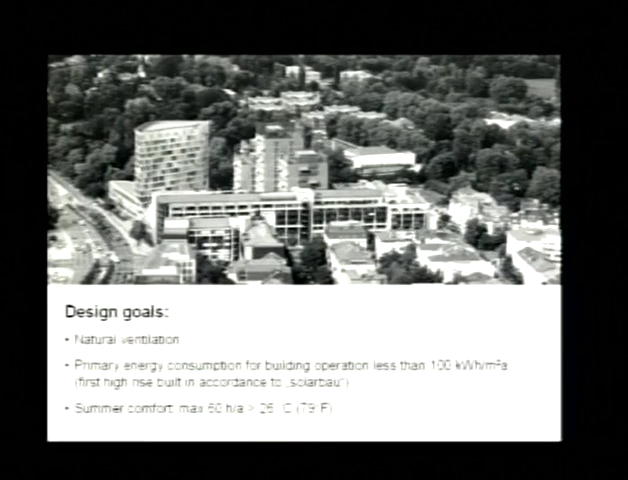 Design goals:
• Natural ventilation
• Primary energy consumption for building operation less than 100 kWh/m²a
(first high rise built in accordance to „solarbau")
• Summer comfort: max 60 h/a > 26 °C (79°F)